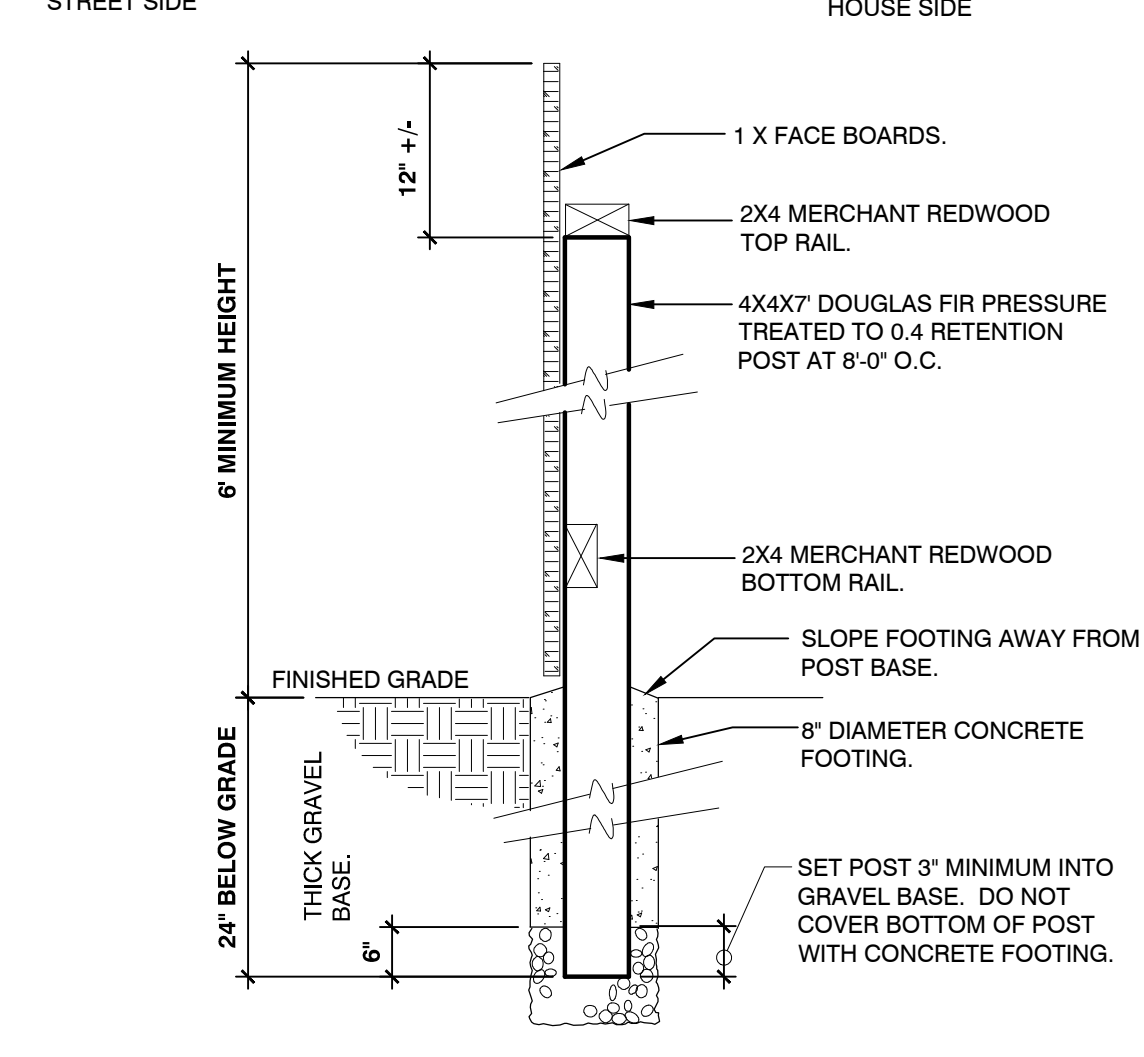 STREET SIDE
HOUSE SIDE
12" +/-
1 X FACE BOARDS.
2X4 MERCHANT REDWOOD
TOP RAIL.
4X4X7' DOUGLAS FIR PRESSURE
TREATED TO 0.4 RETENTION
POST AT 8'-0" O.C.
6' MINIMUM HEIGHT
2X4 MERCHANT REDWOOD
BOTTOM RAIL.
SLOPE FOOTING AWAY FROM
POST BASE.
FINISHED GRADE
8" DIAMETER CONCRETE
FOOTING.
24" BELOW GRADE
THICK GRAVEL
BASE.
6"
SET POST 3" MINIMUM INTO
GRAVEL BASE. DO NOT
COVER BOTTOM OF POST
WITH CONCRETE FOOTING.